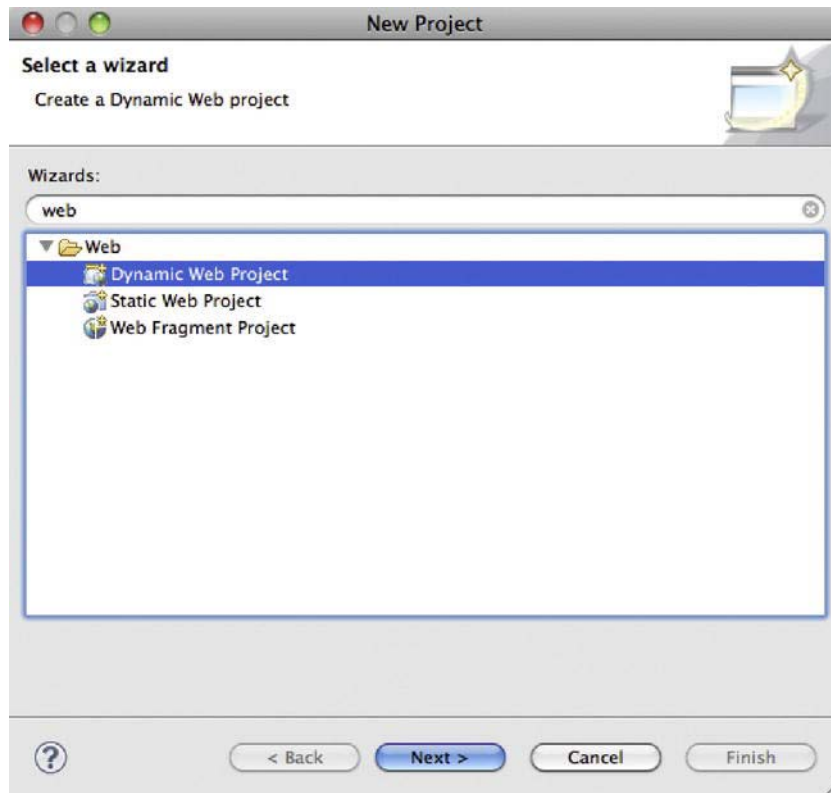 New Project
Select a wizard
Create a Dynamic Web project
Wizards:
web
Web
Dynamic Web Project
Static Web Project
Web Fragment Project
?
< Back
Next >
Cancel
Finish